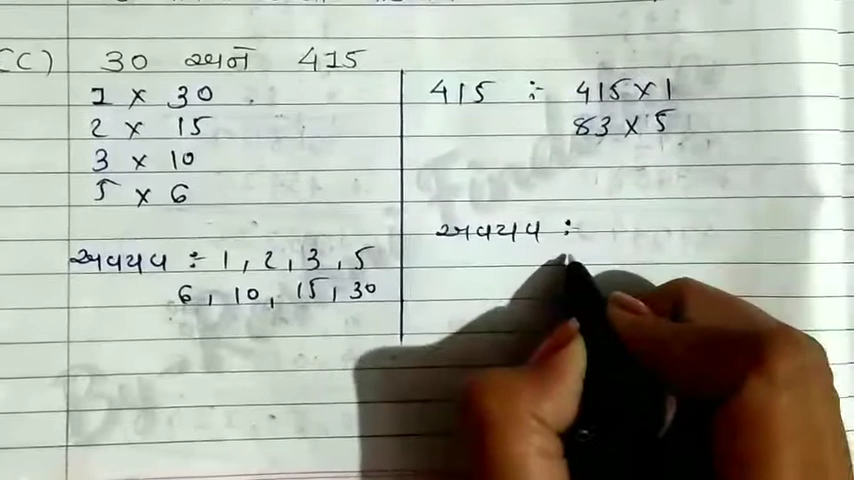 (C) 30 અને 415
1 x 30
2 x 15
3 x 10
5 x 6
અવયવ ÷ 1, 2, 3, 5
6, 10, 15, 30
415 ÷ 415 x 1
83 x 5
અવયવ :-